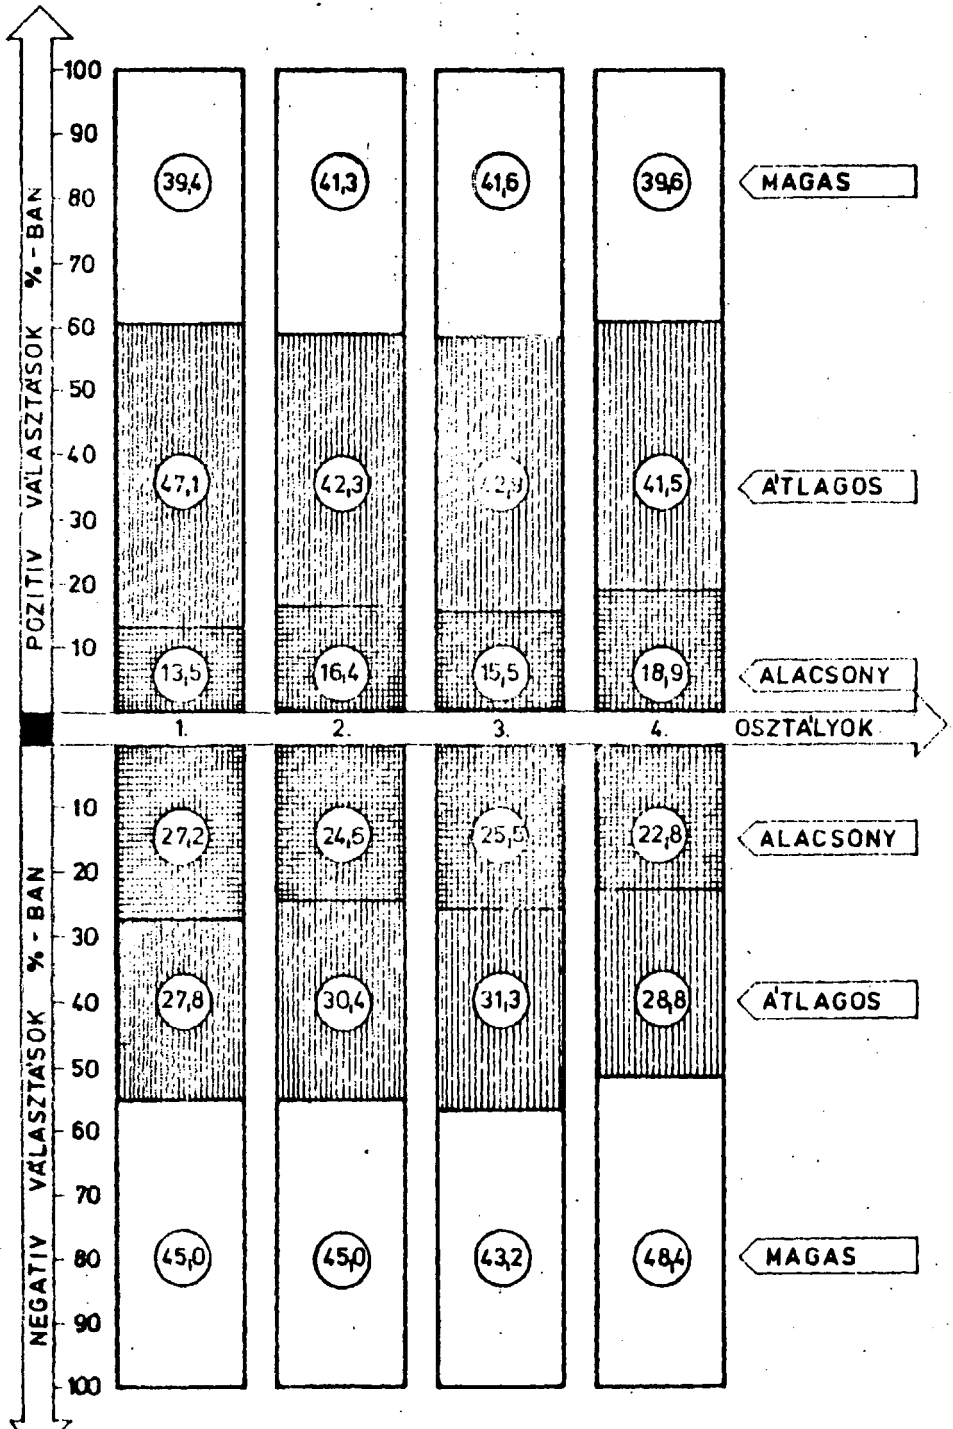 POZITIV VÁLASZTÁSOK %-BAN
100
90
80
70
60
50
40
30
20
10
39,4 41,3 41,6 39,6 MAGAS
47,1 42,3 42,9 41,5 ÁTLAGOS
13,5 16,4 15,5 18,9 ALACSONY
1. 2. 3. 4. OSZTÁLYOK
NEGATIV VÁLASZTÁSOK %-BAN
10
20
30
40
50
60
70
80
90
100
27,2 24,6 25,5 22,8 ALACSONY
27,8 30,4 31,3 28,8 ÁTLAGOS
45,0 45,0 43,2 48,4 MAGAS